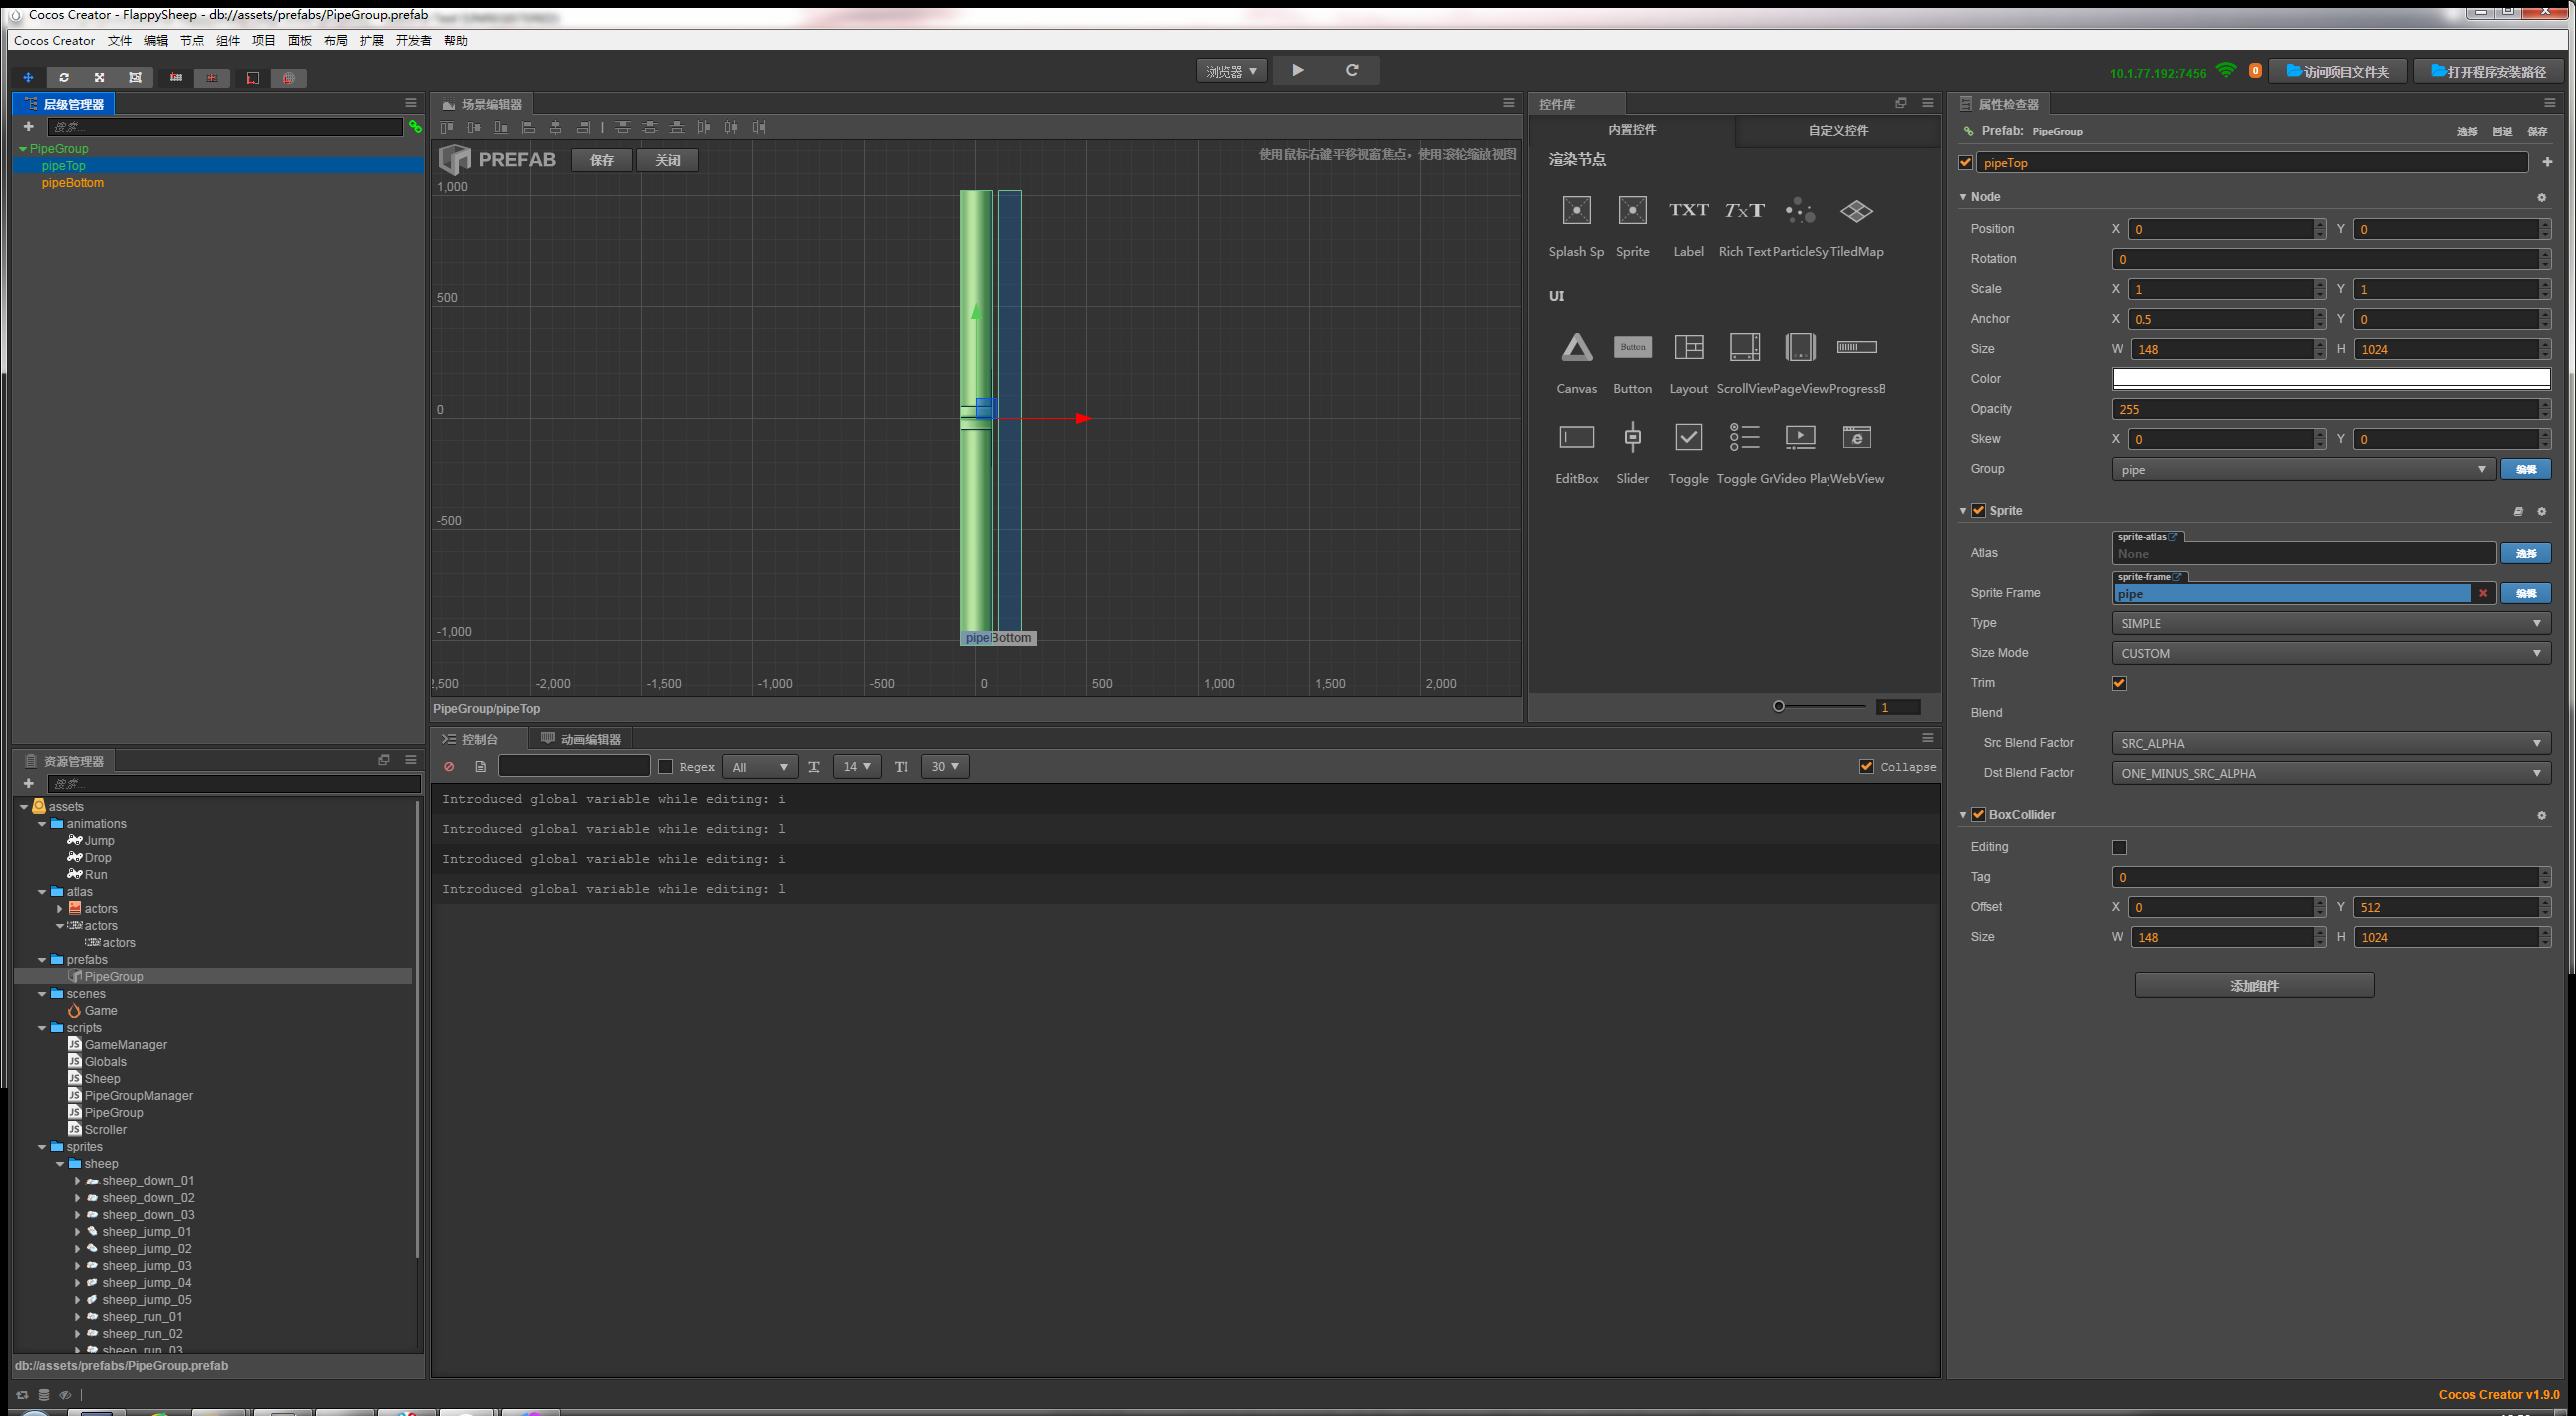 Cocos Creator - FlappySheep - db://assets/prefabs/PipeGroup.prefab
Cocos Creator 文件 编辑 节点 组件 项目 面板 布局 扩展 开发者 帮助
浏览器
10.1.77.192:7456
0
访问项目文件夹
打开程序安装路径
层级管理器
搜索...
PipeGroup
pipeTop
pipeBottom
场景编辑器
PREFAB
保存
关闭
使用鼠标右键平移视窗焦点，使用滚轮缩放视图
1,000
500
0
-500
-1,000
pipeBottom
-2,000 -1,500 -1,000 -500 0 500 1,000 1,500 2,000
PipeGroup/pipeTop
控件库
内置控件
自定义控件
渲染节点
TXT
Splash Sp Sprite Label Rich Text ParticleSy TiledMap
UI
Button
Canvas Button Layout ScrollView PageView ProgressB
EditBox Slider Toggle Toggle Gr Video Pla WebView
1
控制台
动画编辑器
Regex
All
14
30
Collapse
Introduced global variable while editing: i
Introduced global variable while editing: l
Introduced global variable while editing: i
Introduced global variable while editing: l
属性检查器
Prefab: PipeGroup
选择 回退 保存
pipeTop
Node
Position X 0 Y 0
Rotation 0
Scale X 1 Y 1
Anchor X 0.5 Y 0
Size W 148 H 1024
Color
Opacity 255
Skew X 0 Y 0
Group pipe 编辑
Sprite
sprite-atlas
Atlas None 选择
sprite-frame
Sprite Frame pipe 编辑
Type SIMPLE
Size Mode CUSTOM
Trim
Blend
Src Blend Factor SRC_ALPHA
Dst Blend Factor ONE_MINUS_SRC_ALPHA
BoxCollider
Editing
Tag 0
Offset X 0 Y 512
Size W 148 H 1024
添加组件
资源管理器
搜索...
assets
animations
Jump
Drop
Run
atlas
actors
actors
actors
prefabs
PipeGroup
scenes
Game
scripts
JS GameManager
JS Globals
JS Sheep
JS PipeGroupManager
JS PipeGroup
JS Scroller
sprites
sheep
sheep_down_01
sheep_down_02
sheep_down_03
sheep_jump_01
sheep_jump_02
sheep_jump_03
sheep_jump_04
sheep_jump_05
sheep_run_01
sheep_run_02
sheep_run_03
db://assets/prefabs/PipeGroup.prefab
Cocos Creator v1.9.0